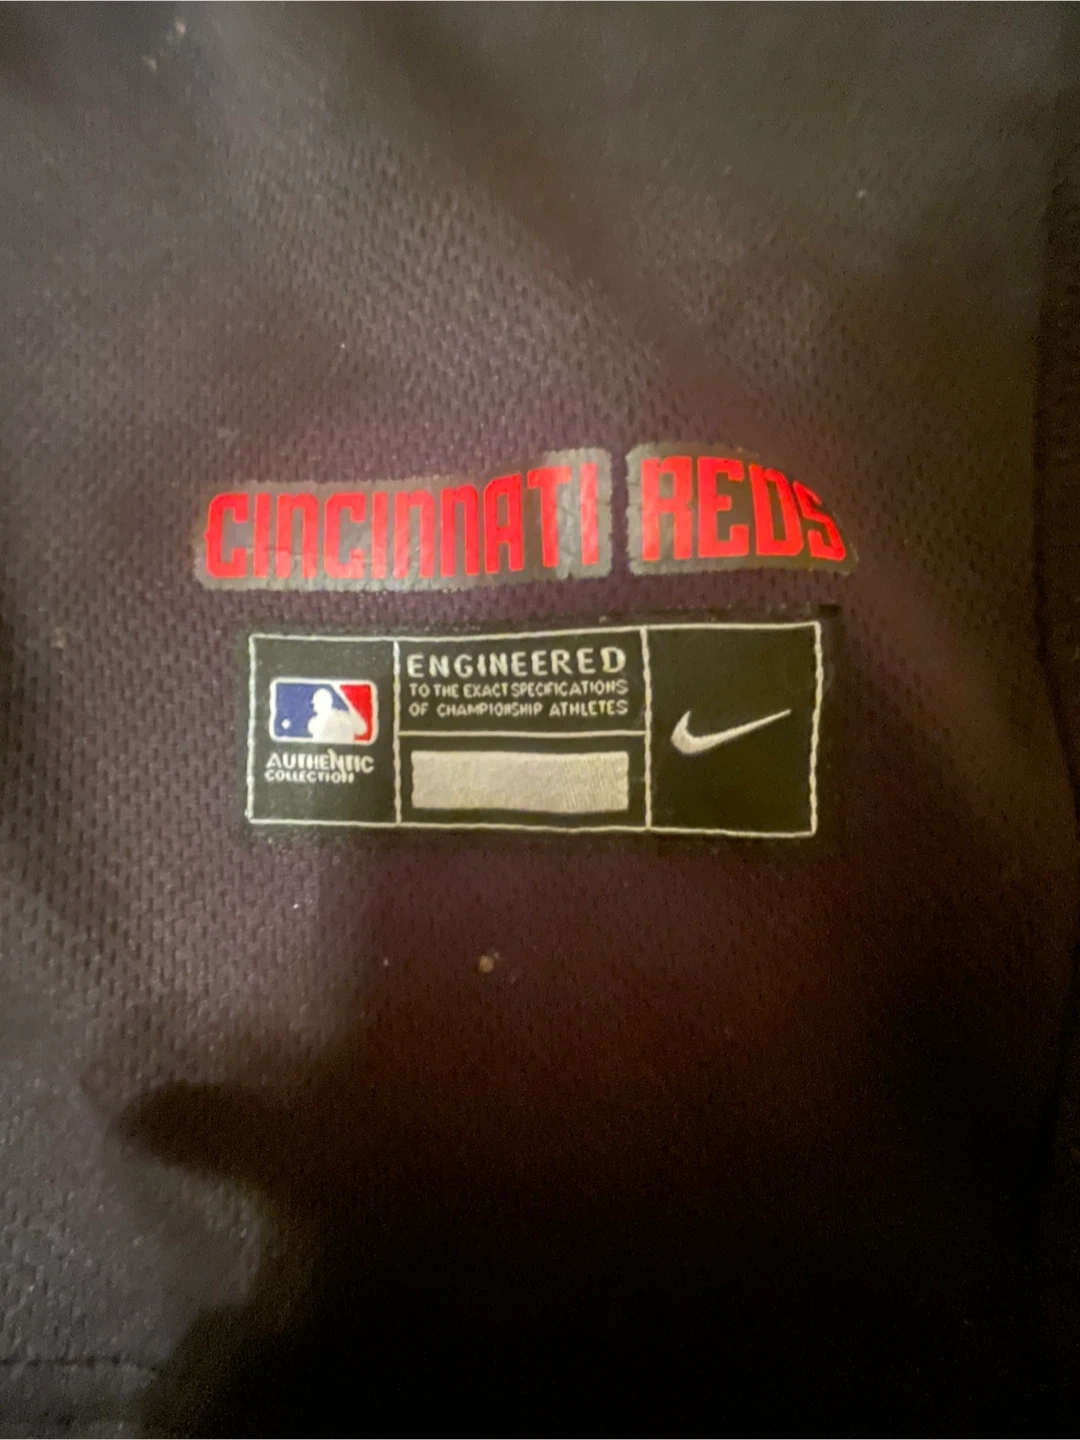 CINCINNATI REDS
ENGINEERED
TO THE EXACT SPECIFICATIONS
OF CHAMPIONSHIP ATHLETES
AUTHENTIC
COLLECTION